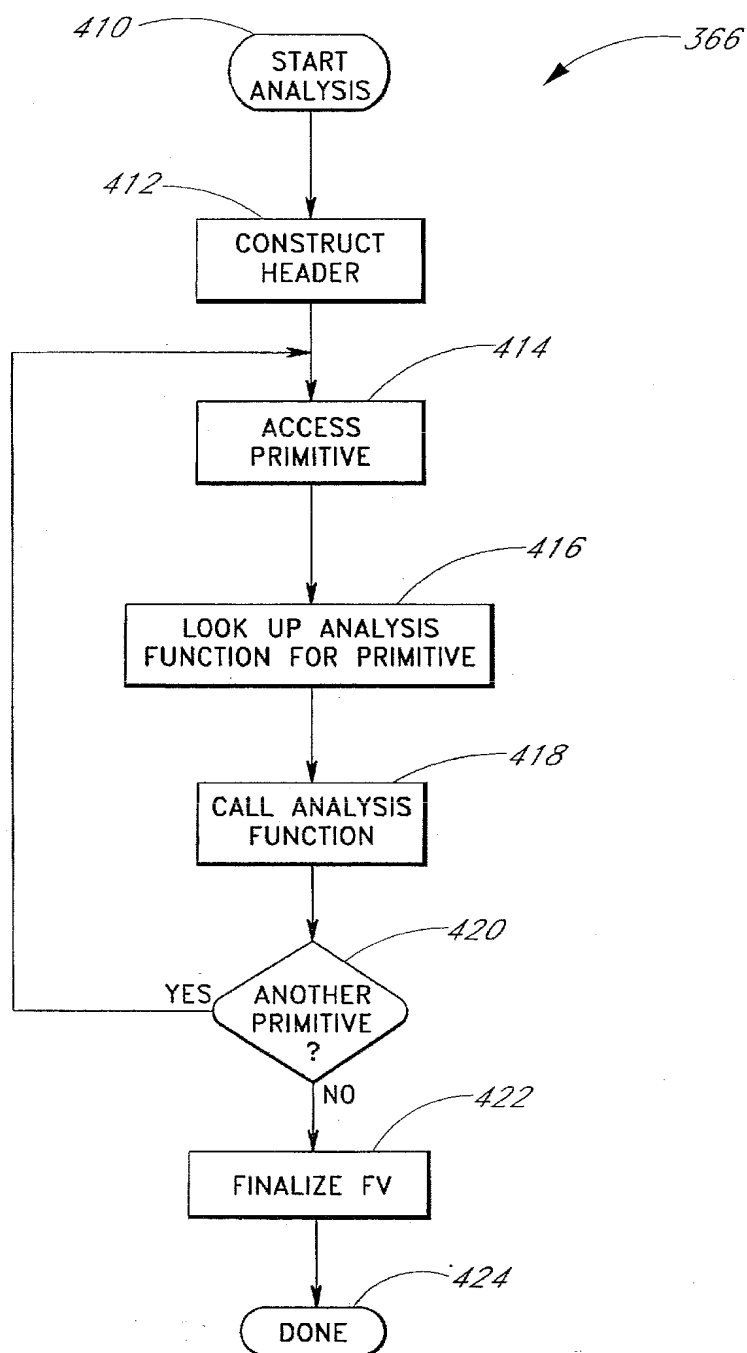 410
START
ANALYSIS
366
412
CONSTRUCT
HEADER
414
ACCESS
PRIMITIVE
416
LOOK UP ANALYSIS
FUNCTION FOR PRIMITIVE
418
CALL ANALYSIS
FUNCTION
420
YES
ANOTHER
PRIMITIVE
?
NO
422
FINALIZE FV
424
DONE